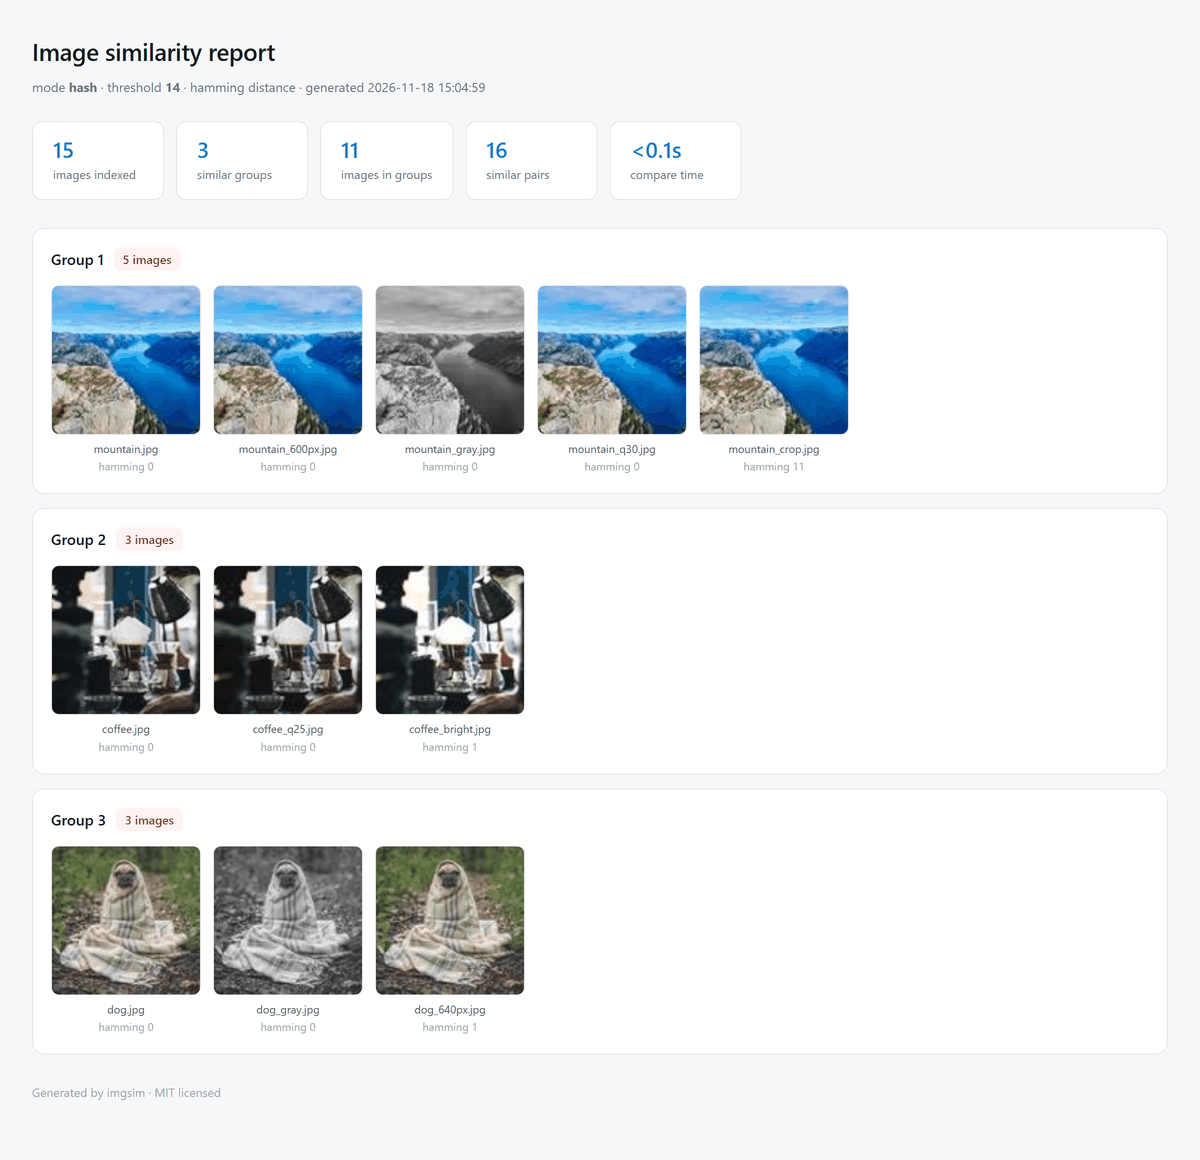 Image similarity report
mode hash · threshold 14 · hamming distance · generated 2026-11-18 15:04:59
15 3 11 16 <0.1s
images indexed similar groups images in groups similar pairs compare time
Group 1 5 images
mountain.jpg mountain_600px.jpg mountain_gray.jpg mountain_q30.jpg mountain_crop.jpg
hamming 0 hamming 0 hamming 0 hamming 0 hamming 11
Group 2 3 images
coffee.jpg coffee_q25.jpg coffee_bright.jpg
hamming 0 hamming 0 hamming 1
Group 3 3 images
dog.jpg dog_gray.jpg dog_640px.jpg
hamming 0 hamming 0 hamming 1
Generated by imgsim · MIT licensed